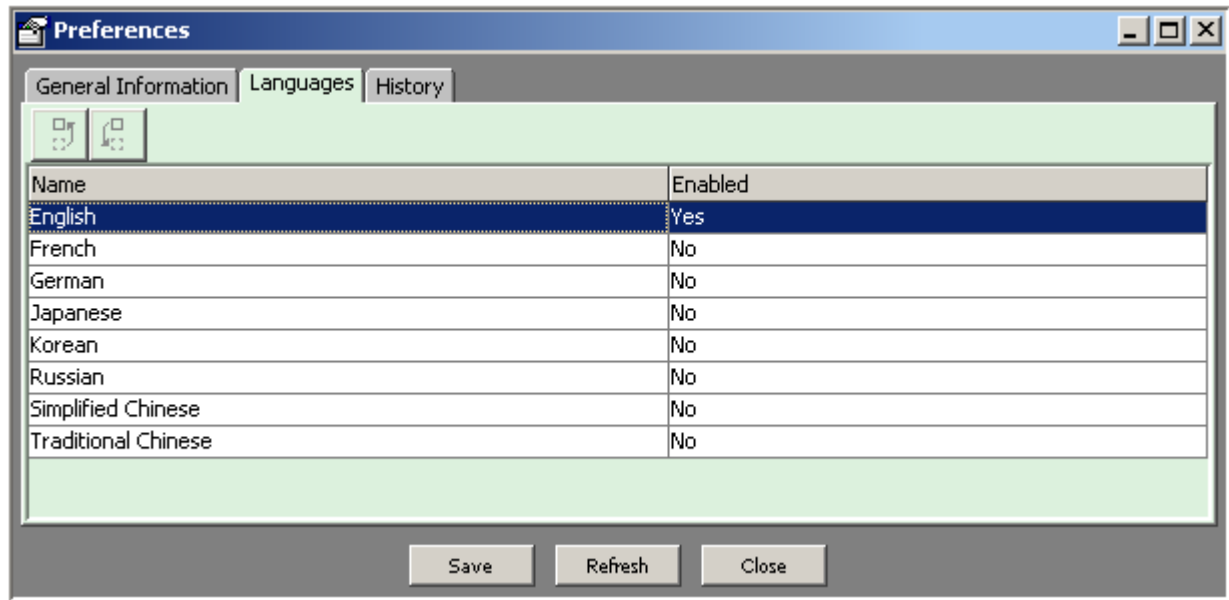 Preferences
General Information Languages History
Name Enabled
English Yes
French No
German No
Japanese No
Korean No
Russian No
Simplified Chinese No
Traditional Chinese No
Save Refresh Close